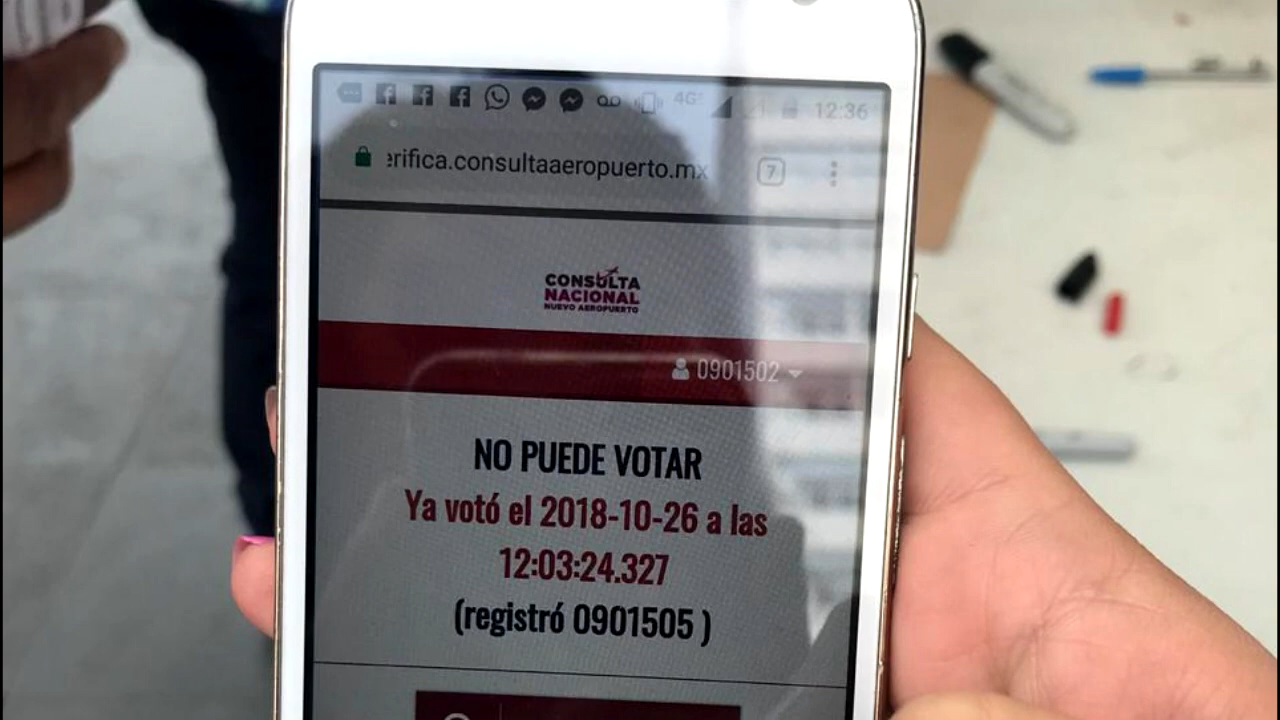 4G
12:36
erifica.consultaaeropuerto.mx
7
CONSULTA
NACIONAL
NUEVO AEROPUERTO
0901502
NO PUEDE VOTAR
Ya votó el 2018-10-26 a las
12:03:24.327
(registró 0901505 )